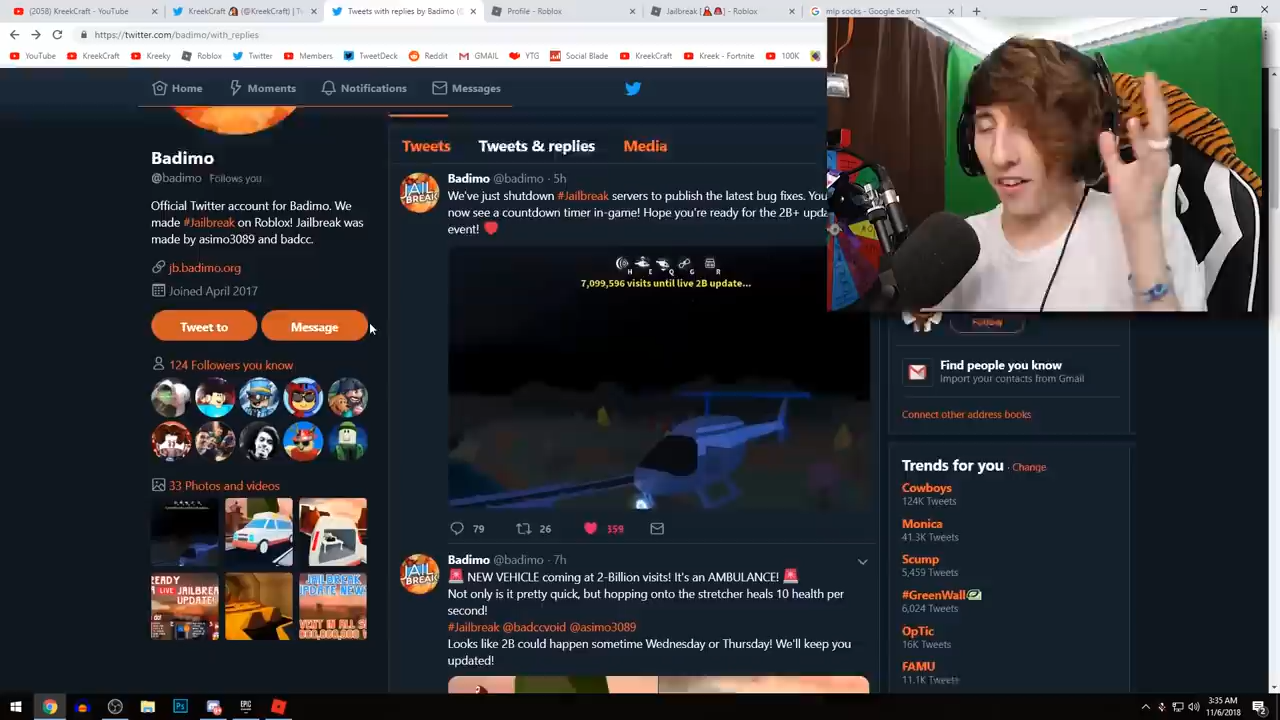 (2058) KreekCraft - YouTube
KreekCraft
Tweets with replies by Badimo
Profile - Roblox
Jailbreak
- Roblox
mlp socks - Google Search
https://twitter.com/badimo/with_replies
YouTube
KreekCraft
Kreeky
Roblox
Twitter
Members
TweetDeck
Reddit
GMAIL
YTG
Social Blade
KreekCraft
Kreek - Fortnite
100K
Home
Moments
Notifications
Messages
Badimo
@badimo Follows you
Official Twitter account for Badimo. We
made #Jailbreak on Roblox! Jailbreak was
made by asimo3089 and badcc.
jb.badimo.org
Joined April 2017
Tweet to
Message
124 Followers you know
33 Photos and videos
Tweets
Tweets & replies
Media
Badimo @badimo · 5h
We've just shutdown #Jailbreak servers to publish the latest bug fixes. You
now see a countdown timer in-game! Hope you're ready for the 2B+ upda
event!
H E Q G R
7,099,596 visits until live 2B update...
79
26
359
Badimo @badimo · 7h
NEW VEHICLE coming at 2-Billion visits! It's an AMBULANCE!
Not only is it pretty quick, but hopping onto the stretcher heals 10 health per
second!
#Jailbreak @badccvoid @asimo3089
Looks like 2B could happen sometime Wednesday or Thursday! We'll keep you
updated!
Follow
Find people you know
Import your contacts from Gmail
Connect other address books
Trends for you · Change
Cowboys
124K Tweets
Monica
41.3K Tweets
Scump
5,459 Tweets
#GreenWall
6,024 Tweets
OpTic
16K Tweets
FAMU
11.1K Tweets
3:35 AM
11/6/2018